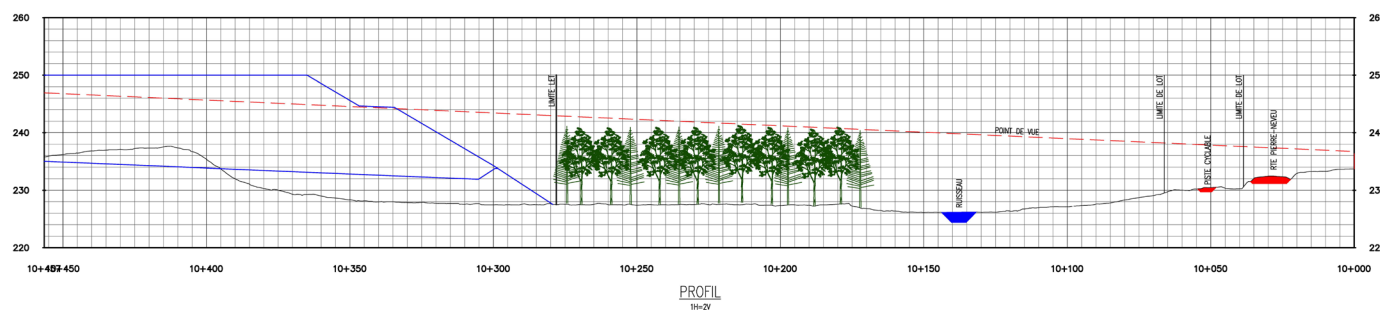 260
26
250
25
240
24
230
23
220
22
LIMITE LET
POINT DE VUE
LIMITE DE LOT
PISTE CYCLABLE
LIMITE DE LOT
RTE PIERRE-NEVEU
RUISSEAU
10+450
10+400
10+350
10+300
10+250
10+200
10+150
10+100
10+050
10+000
PROFIL
1H=2V